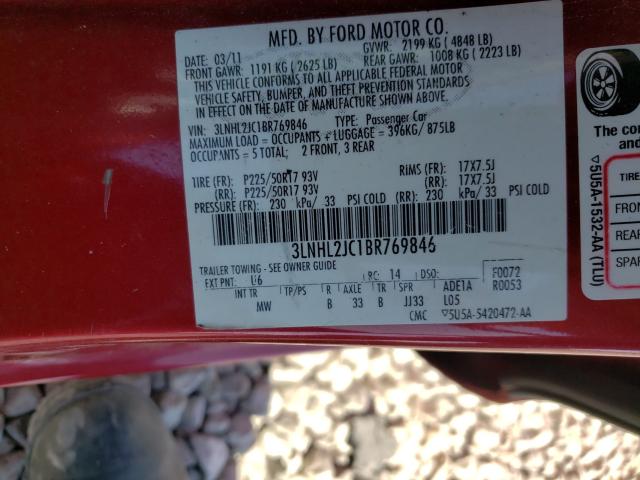 MFD. BY FORD MOTOR CO.
DATE: 03/11 GVWR: 2199 KG (4848 LB)
FRONT GAWR: 1191 KG (2625 LB) REAR GAWR: 1008 KG (2223 LB)
THIS VEHICLE CONFORMS TO ALL APPLICABLE FEDERAL MOTOR
VEHICLE SAFETY, BUMPER, AND THEFT PREVENTION STANDARDS
IN EFFECT ON THE DATE OF MANUFACTURE SHOWN ABOVE.
VIN: 3LNHL2JC1BR769846 TYPE: Passenger Car
MAXIMUM LOAD = OCCUPANTS + LUGGAGE = 396KG/ 875LB
OCCUPANTS = 5 TOTAL; 2 FRONT, 3 REAR
TIRE (FR): P225/50R17 93V RIMS (FR): 17X7.5J
(RR): P225/50R17 93V (RR): 17X7.5J
PRESSURE (FR): 230 kPa/ 33 PSI COLD (RR): 230 kPa/ 33 PSI COLD
3LNHL2JC1BR769846
TRAILER TOWING - SEE OWNER GUIDE
EXT PNT: U6 RC: 14 DSO: F0072
INT TR TP/PS R AXLE TR SPR ADE1A R0053
MW B 33 B JJ33 L05
CMC ▽5U5A-5420472-AA
▽5U5A-1532-AA (TLU)
The co
accu
TIRE
FRON
REAR
SPAR